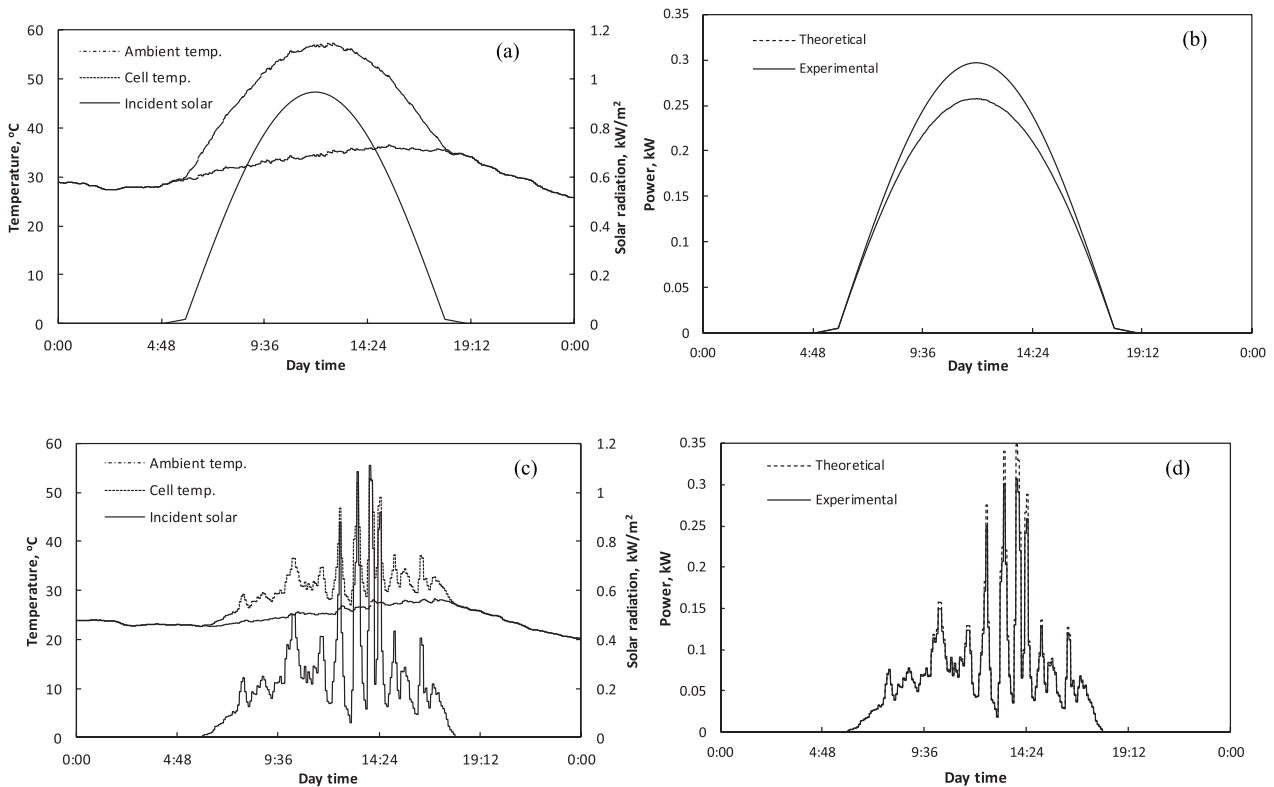 60
50
40
30
20
10
0
Temperature, ºC
Ambient temp.
Cell temp.
Incident solar
(a)
1.2
1
0.8
0.6
0.4
0.2
0
Solar radiation, kW/m²
0:00 4:48 9:36 14:24 19:12 0:00
Day time
0.35
0.3
0.25
0.2
0.15
0.1
0.05
0
Power, kW
Theoretical
Experimental
(b)
0:00 4:48 9:36 14:24 19:12 0:00
Day time
60
50
40
30
20
10
0
Temperature, ºC
Ambient temp.
Cell temp.
Incident solar
(c)
1.2
1
0.8
0.6
0.4
0.2
0
Solar radiation, kW/m²
0:00 4:48 9:36 14:24 19:12 0:00
Day time
0.35
0.3
0.25
0.2
0.15
0.1
0.05
0
Power, kW
Theoretical
Experimental
(d)
0:00 4:48 9:36 14:24 19:12 0:00
Day time